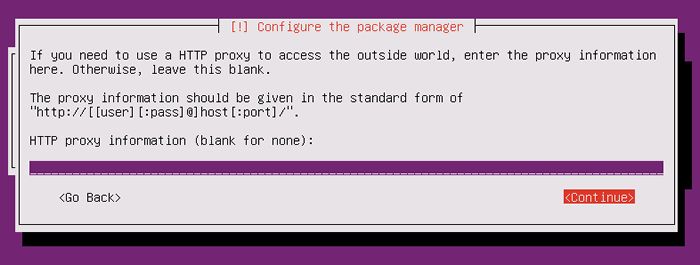 [!] Configure the package manager
If you need to use a HTTP proxy to access the outside world, enter the proxy information
here. Otherwise, leave this blank.
The proxy information should be given in the standard form of
"http://[[user][:pass]@]host[:port]/".
HTTP proxy information (blank for none):
<Go Back>
<Continue>